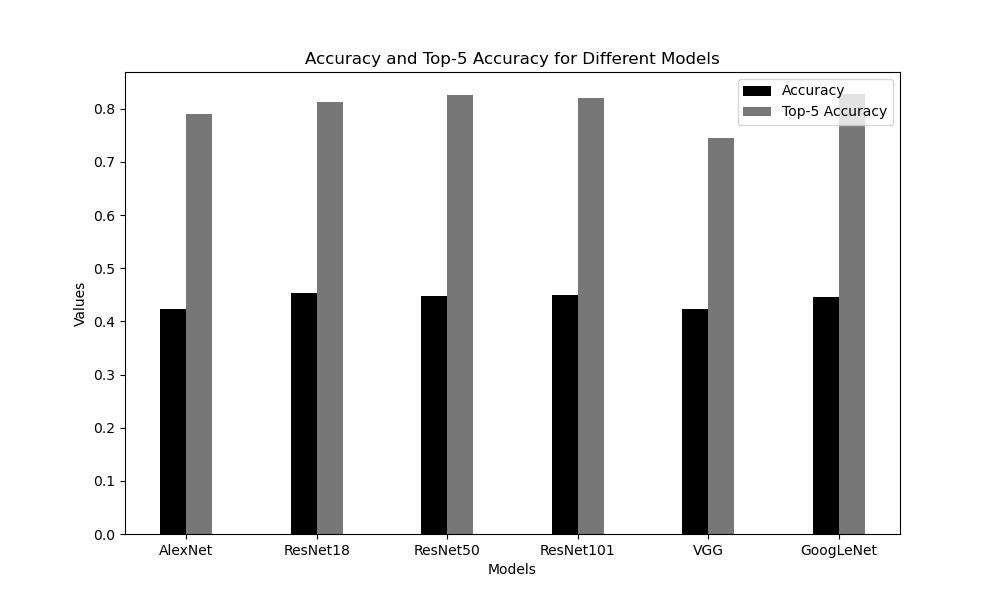 Accuracy and Top-5 Accuracy for Different Models
Accuracy
Top-5 Accuracy
Values
0.8
0.7
0.6
0.5
0.4
0.3
0.2
0.1
0.0
AlexNet ResNet18 ResNet50 ResNet101 VGG GoogLeNet
Models